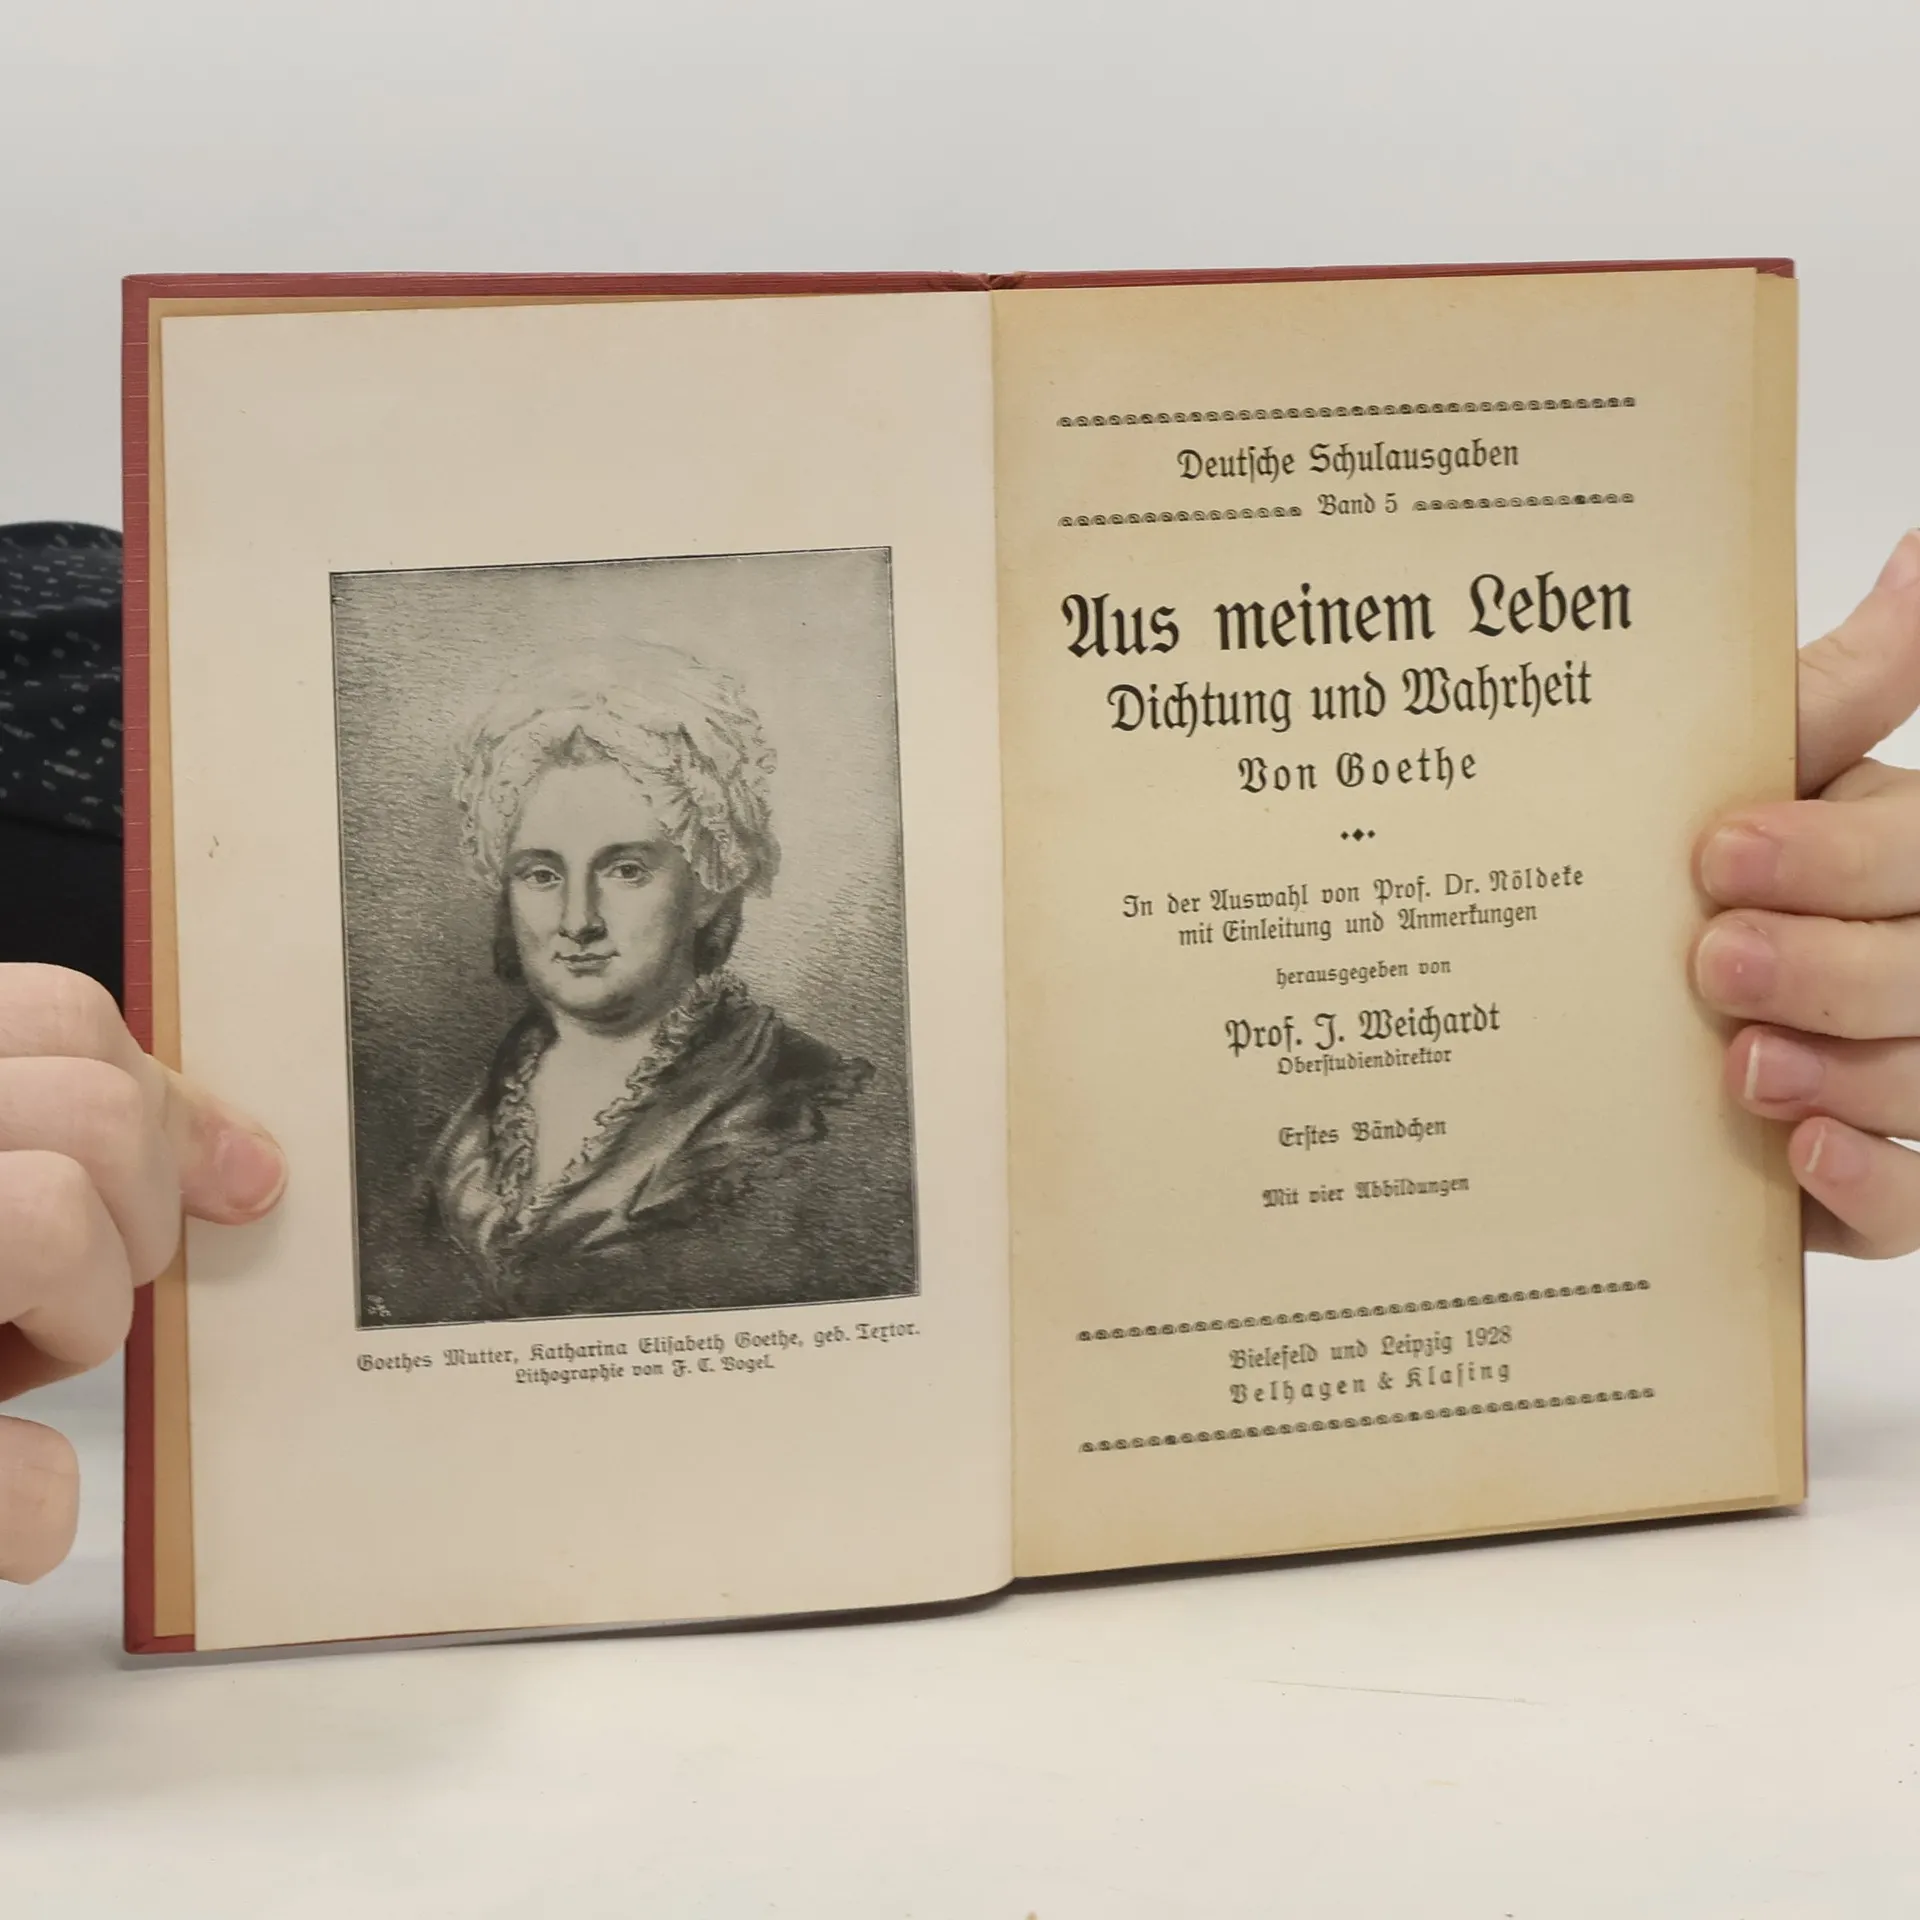 Goethes Mutter, Katharina Elisabeth Goethe, geb. Textor.
Lithographie von F. C. Vogel.
Deutsche Schulausgaben
Band 5
Aus meinem Leben
Dichtung und Wahrheit
Von Goethe
In der Auswahl von Prof. Dr. Nöldeke
mit Einleitung und Anmerkungen
herausgegeben von
Prof. J. Weichardt
Oberstudiendirektor
Erstes Bändchen
Mit vier Abbildungen
Bielefeld und Leipzig 1928
Velhagen & Klasing